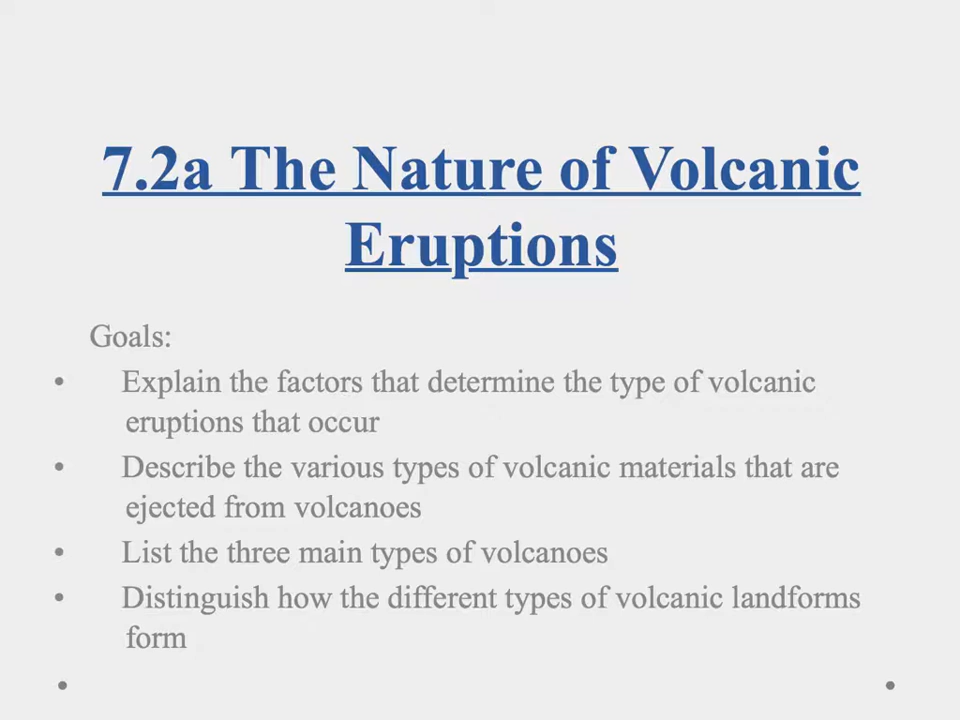 7.2a The Nature of Volcanic
Eruptions
Goals:
• Explain the factors that determine the type of volcanic
eruptions that occur
• Describe the various types of volcanic materials that are
ejected from volcanoes
• List the three main types of volcanoes
• Distinguish how the different types of volcanic landforms
form